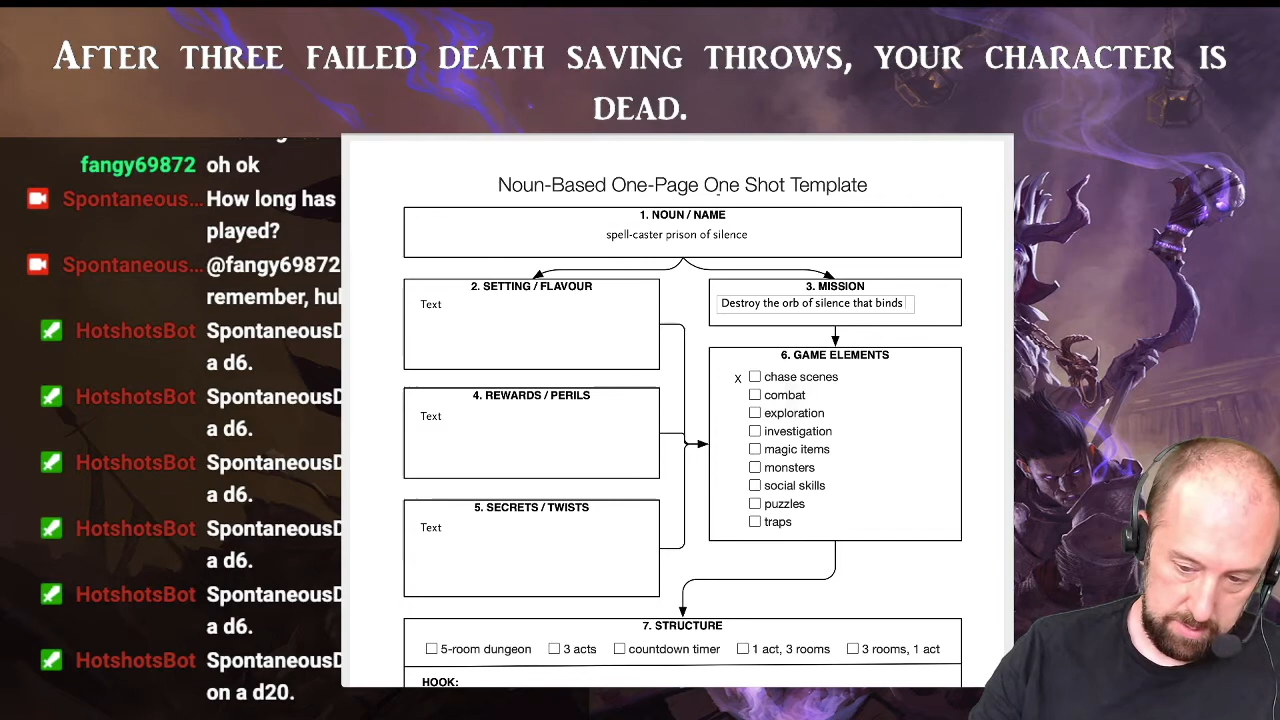 AFTER THREE FAILED DEATH SAVING THROWS, YOUR CHARACTER IS
DEAD.
fangy69872 oh ok
Spontaneous... How long has
played?
Spontaneous... @fangy69872
remember,
HotshotsBot
a d6.
HotshotsBot
a d6.
HotshotsBot
a d6.
HotshotsBot
a d6.
HotshotsBot
a d6.
HotshotsBot
on a d20.
Noun-Based One-Page One Shot Template
1. NOUN / NAME
spell-caster prison of silence
2. SETTING / FLAVOUR
Text
3. MISSION
Destroy the orb of silence that binds
4. REWARDS / PERILS
Text
5. SECRETS / TWISTS
Text
6. GAME ELEMENTS
X chase scenes
combat
exploration
investigation
magic items
monsters
social skills
puzzles
traps
7. STRUCTURE
5-room dungeon 3 acts countdown timer 1 act, 3 rooms 3 rooms, 1 act
HOOK: